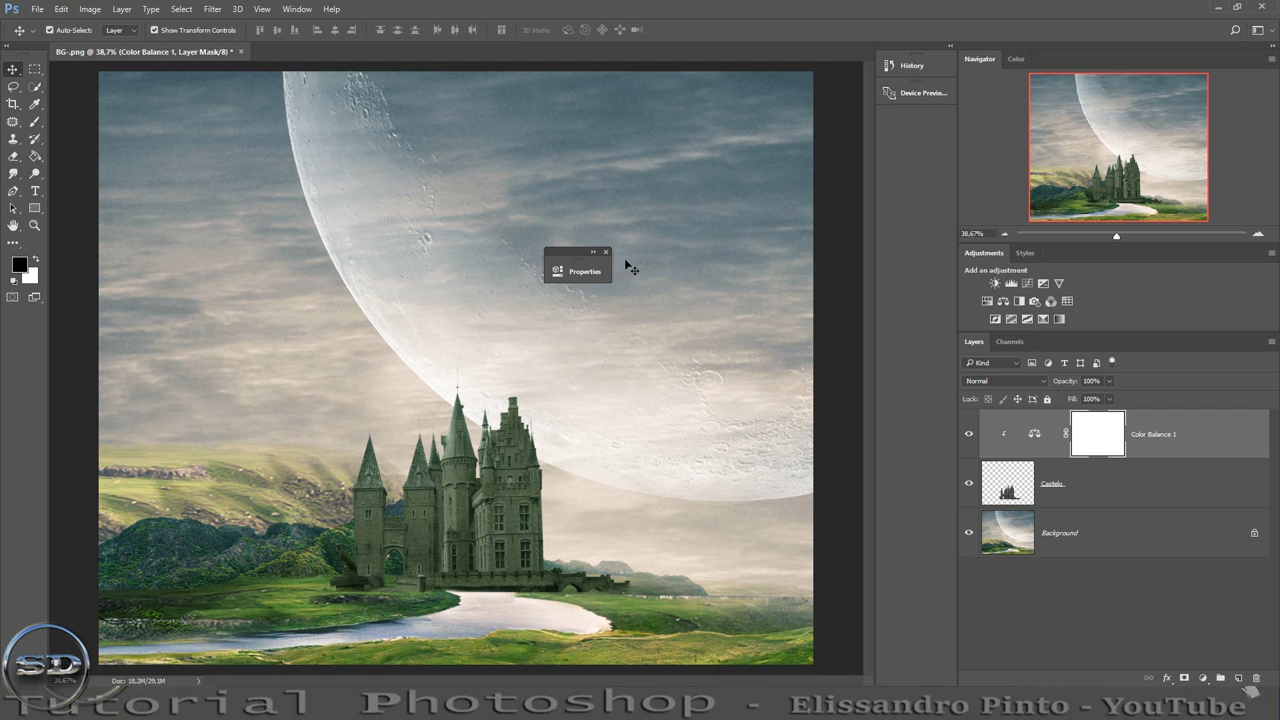 Ps File Edit Image Layer Type Select Filter 3D View Window Help
Auto-Select: Layer Show Transform Controls 3D Mode:
BG-.png @ 38,7% (Color Balance 1, Layer Mask/8) * ×
History
Device Previe...
Navigator Color
38,67%
Adjustments Styles
Add an adjustment
Properties
Layers Channels
Kind
Normal Opacity: 100%
Lock: Fill: 100%
Color Balance 1
Castelo
Background
fx
SD
38,67% Doc: 18,2M/29,1M
Tutorial Photoshop - Elissandro Pinto - YouTube